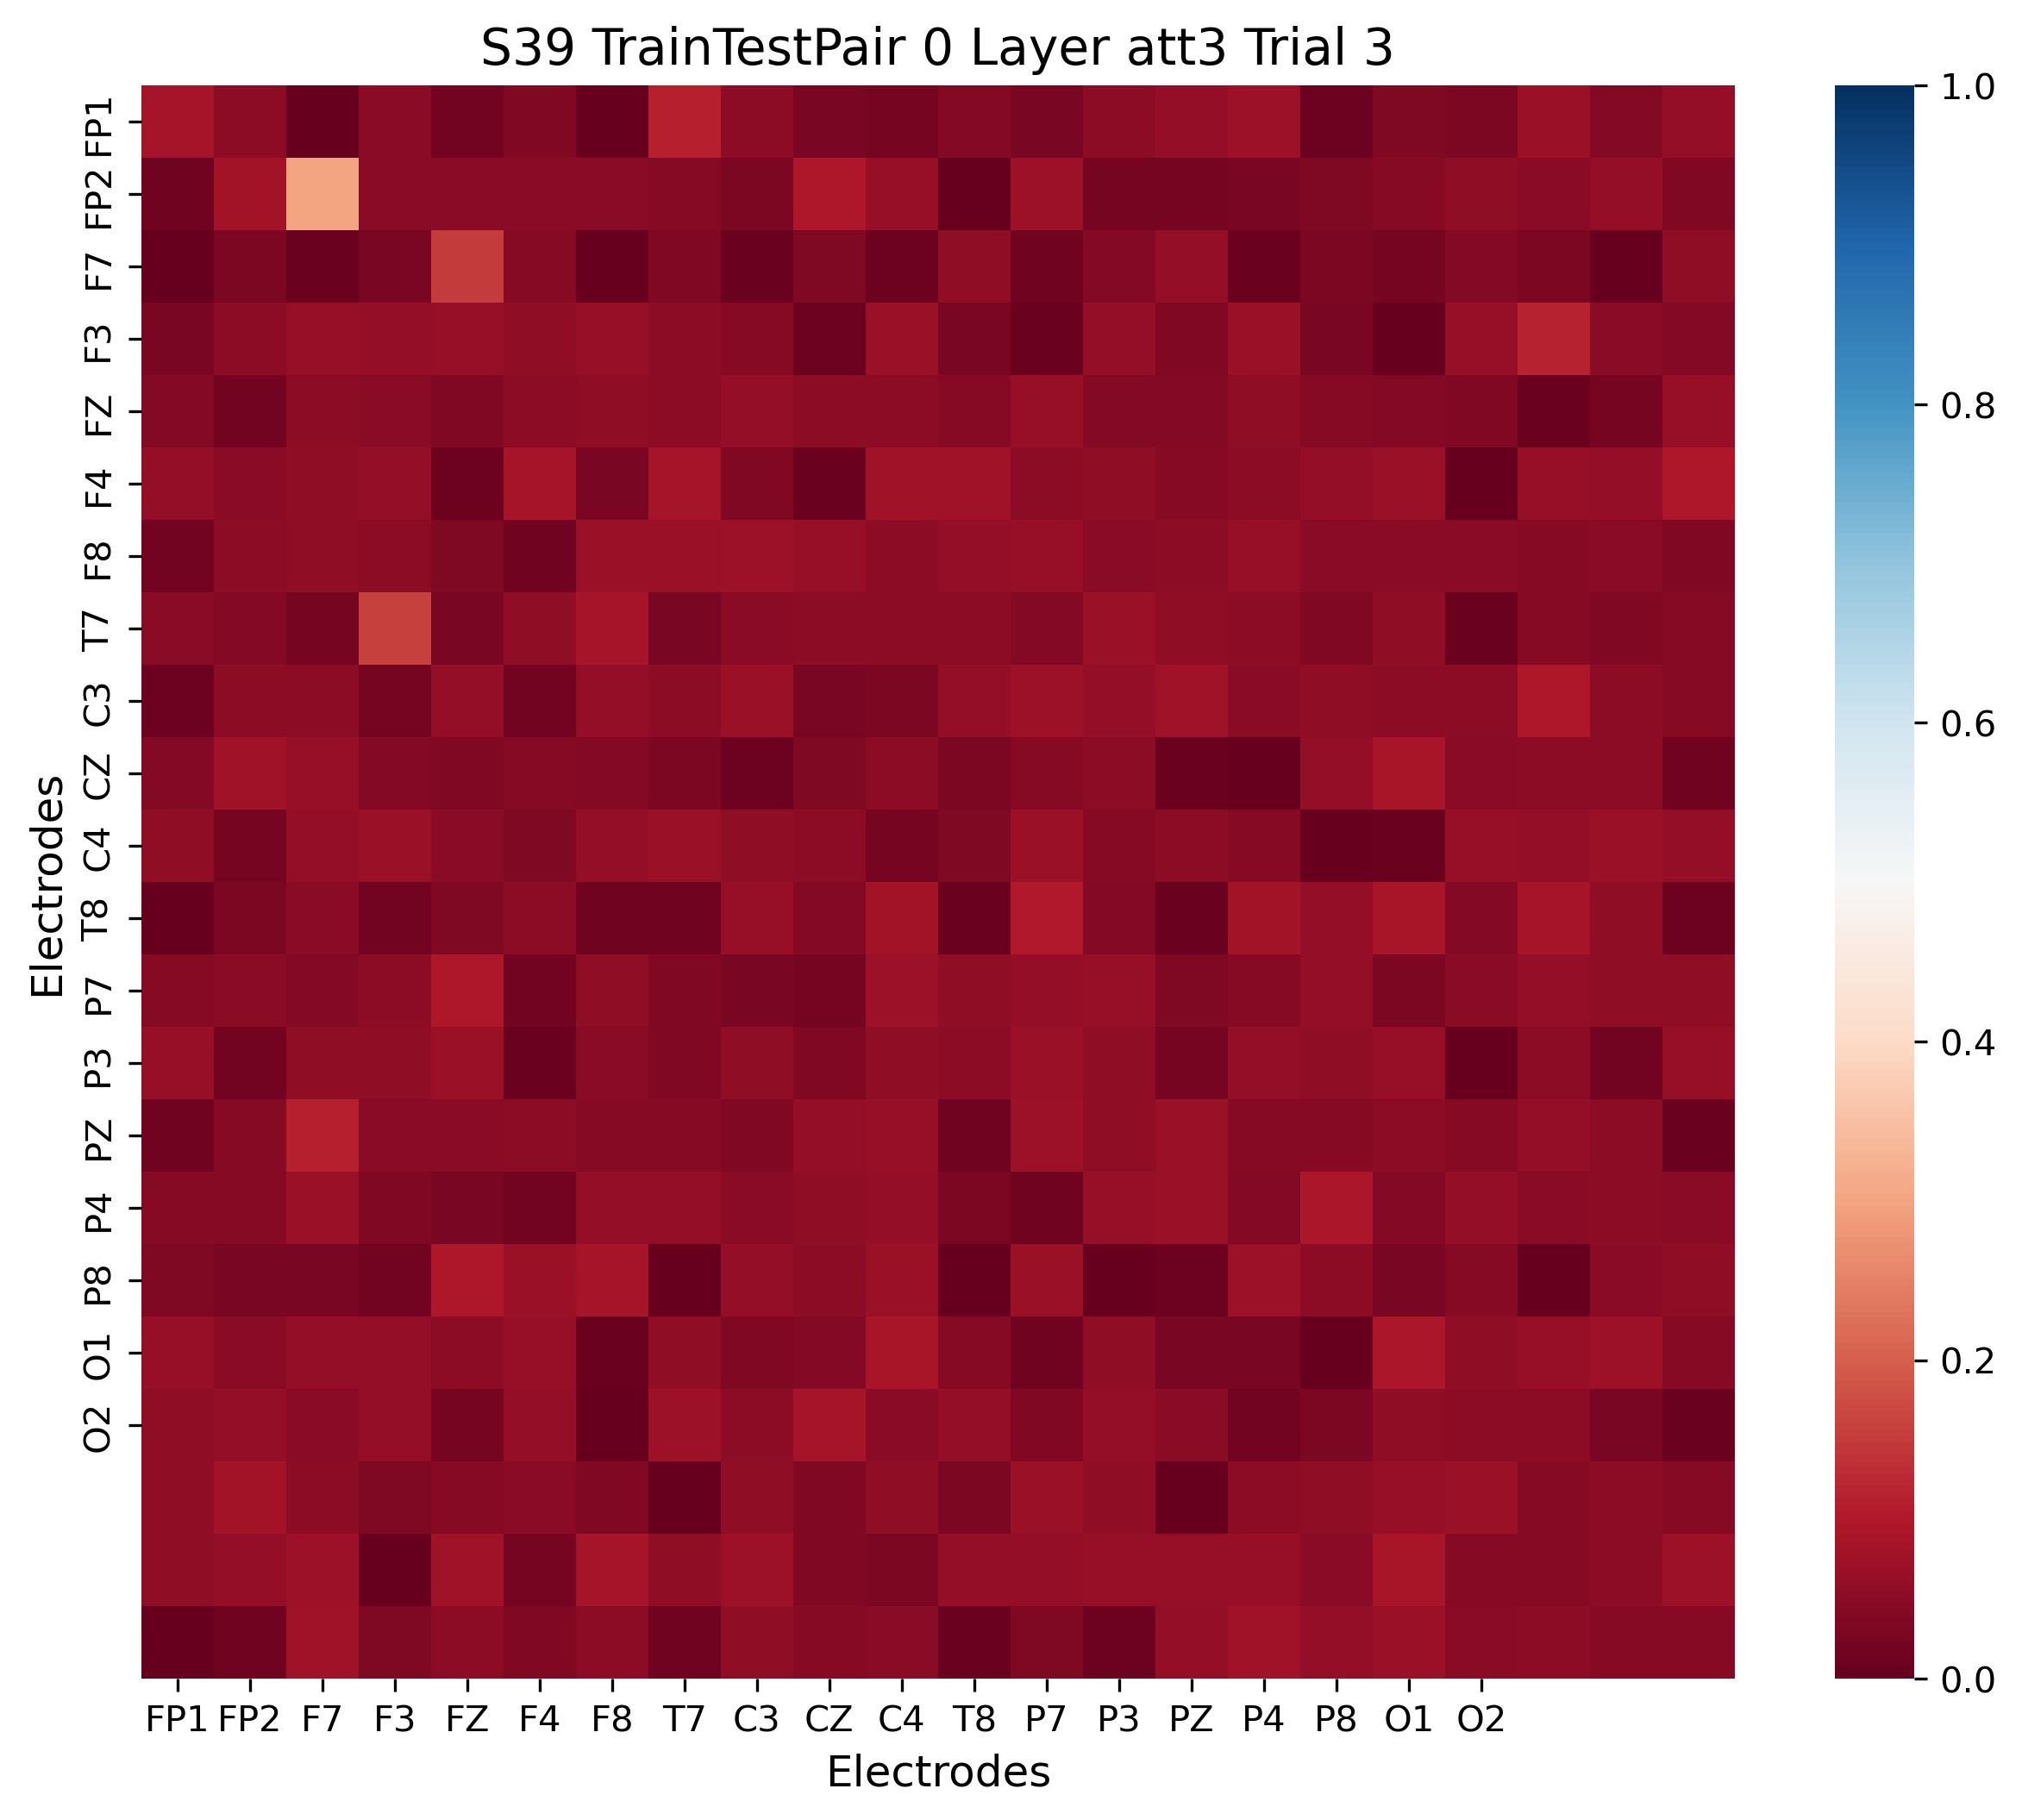 S39 TrainTestPair 0 Layer att3 Trial 3
Electrodes
FP1
FP2
F7
F3
FZ
F4
F8
T7
C3
CZ
C4
T8
P7
P3
PZ
P4
P8
O1
O2
FP1 FP2 F7 F3 FZ F4 F8 T7 C3 CZ C4 T8 P7 P3 PZ P4 P8 O1 O2
Electrodes
1.0
0.8
0.6
0.4
0.2
0.0